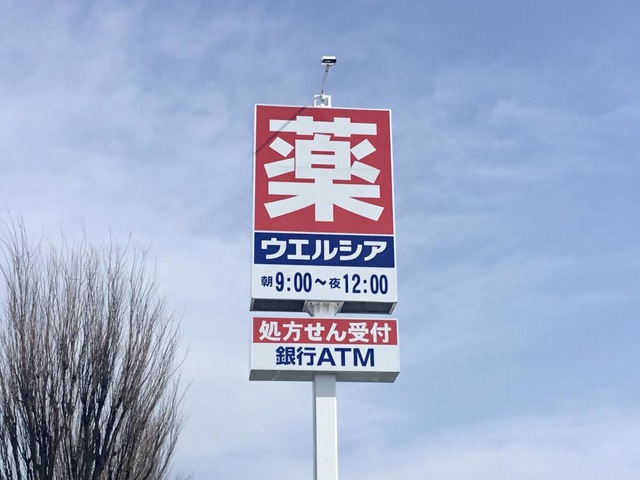 薬
ウエルシア
朝9:00～夜12:00
処方せん受付
銀行ATM